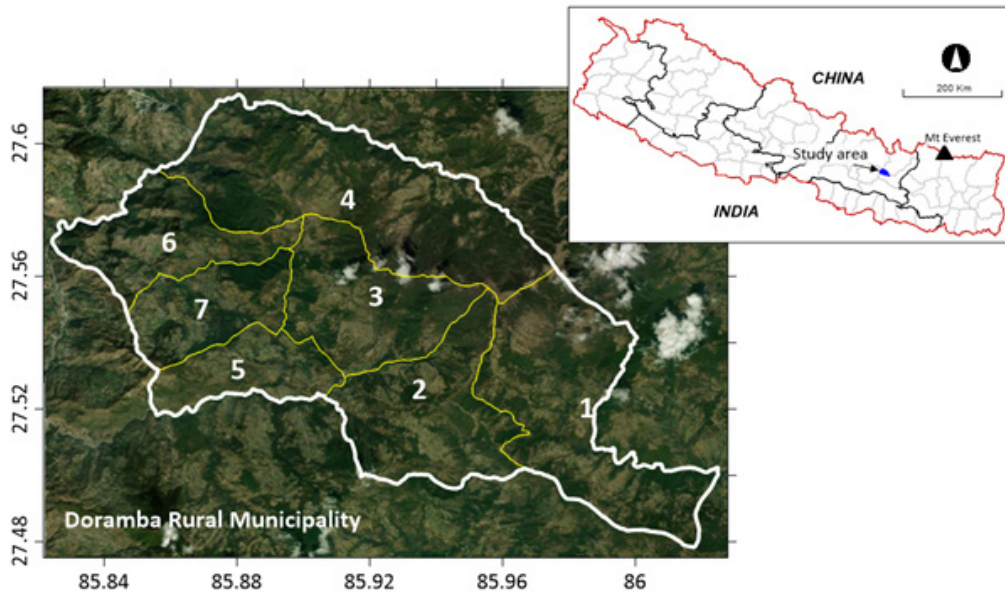 CHINA
200 Km
Mt Everest
Study area
INDIA
27.6
27.56
27.52
27.48
4
6
3
7
5
2
1
Doramba Rural Municipality
85.84
85.88
85.92
85.96
86